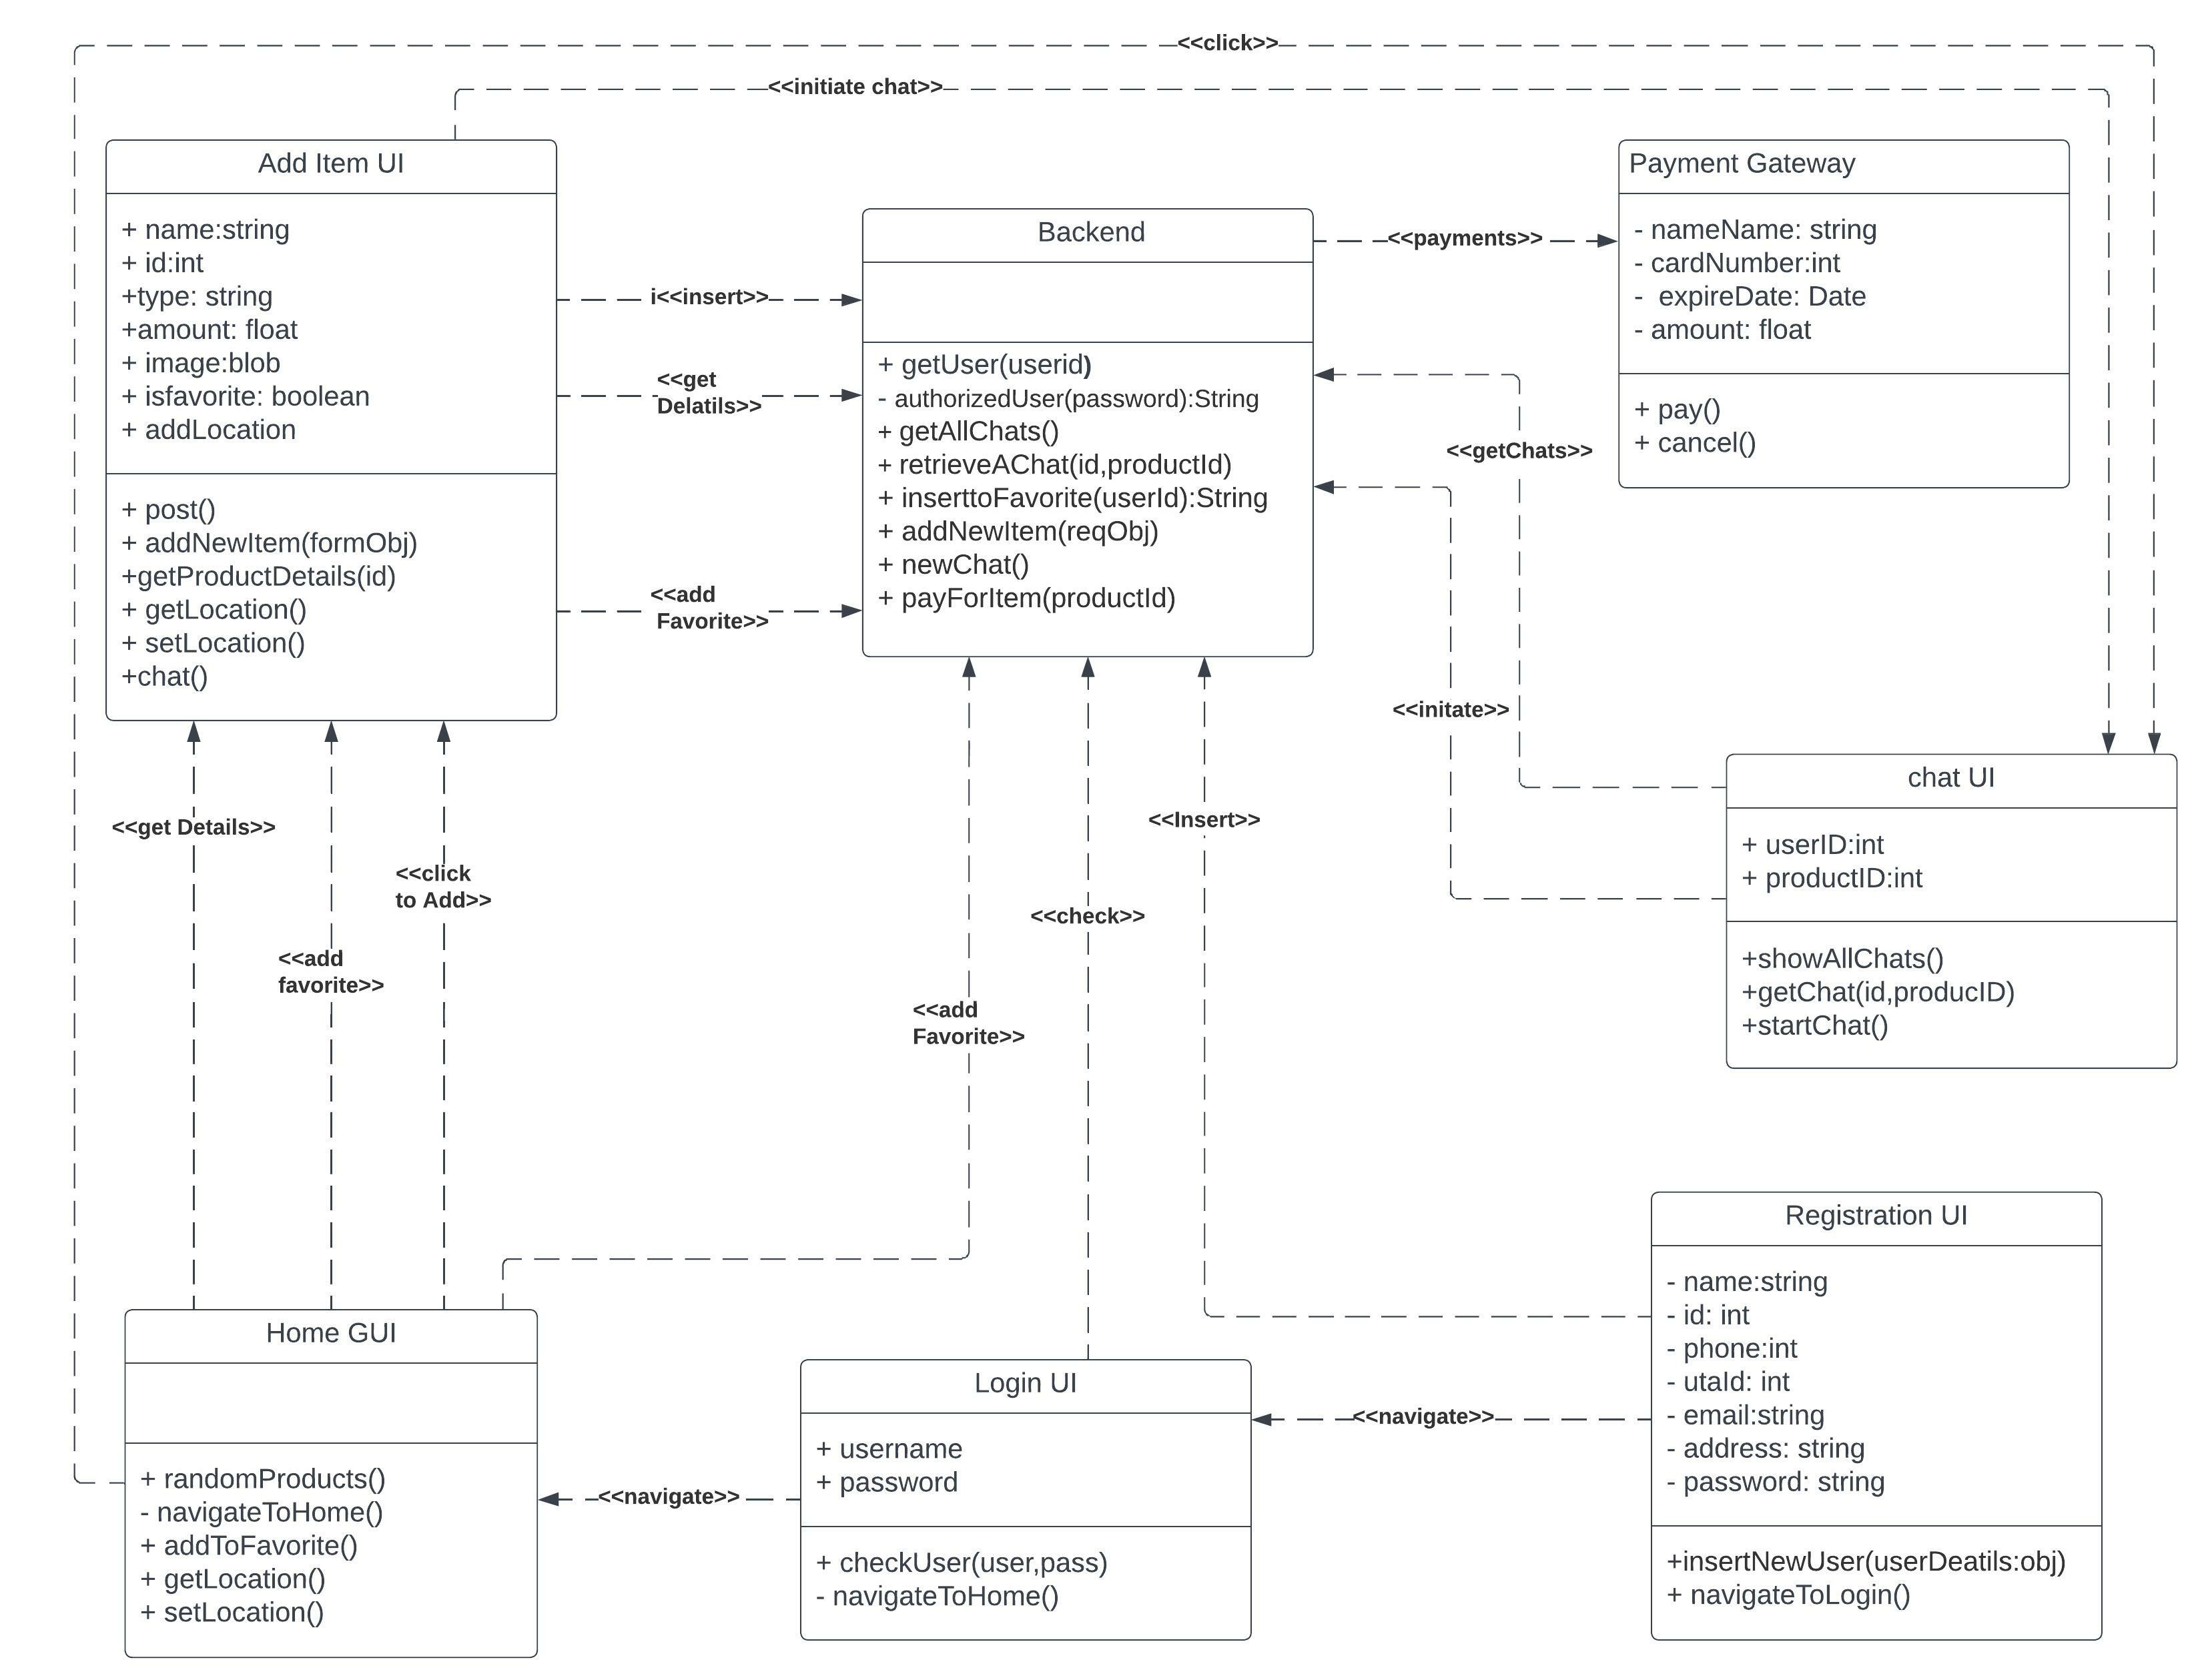 <<click>>
<<initiate chat>>
Add Item UI
+ name:string
+ id:int
+type: string
+amount: float
+ image:blob
+ isfavorite: boolean
+ addLocation
+ post()
+ addNewItem(formObj)
+getProductDetails(id)
+ getLocation()
+ setLocation()
+chat()
i<<insert>>
<<get
Delatils>>
<<add
Favorite>>
Backend
+ getUser(userid)
- authorizedUser(password):String
+ getAllChats()
+ retrieveAChat(id,productId)
+ inserttoFavorite(userId):String
+ addNewItem(reqObj)
+ newChat()
+ payForItem(productId)
<<payments>>
Payment Gateway
- nameName: string
- cardNumber:int
- expireDate: Date
- amount: float
+ pay()
+ cancel()
<<getChats>>
<<initate>>
chat UI
+ userID:int
+ productID:int
+showAllChats()
+getChat(id,producID)
+startChat()
<<get Details>>
<<add
favorite>>
<<click
to Add>>
<<add
Favorite>>
<<check>>
<<Insert>>
Home GUI
+ randomProducts()
- navigateToHome()
+ addToFavorite()
+ getLocation()
+ setLocation()
<<navigate>>
Login UI
+ username
+ password
+ checkUser(user,pass)
- navigateToHome()
<<navigate>>
Registration UI
- name:string
- id: int
- phone:int
- utaId: int
- email:string
- address: string
- password: string
+insertNewUser(userDeatils:obj)
+ navigateToLogin()